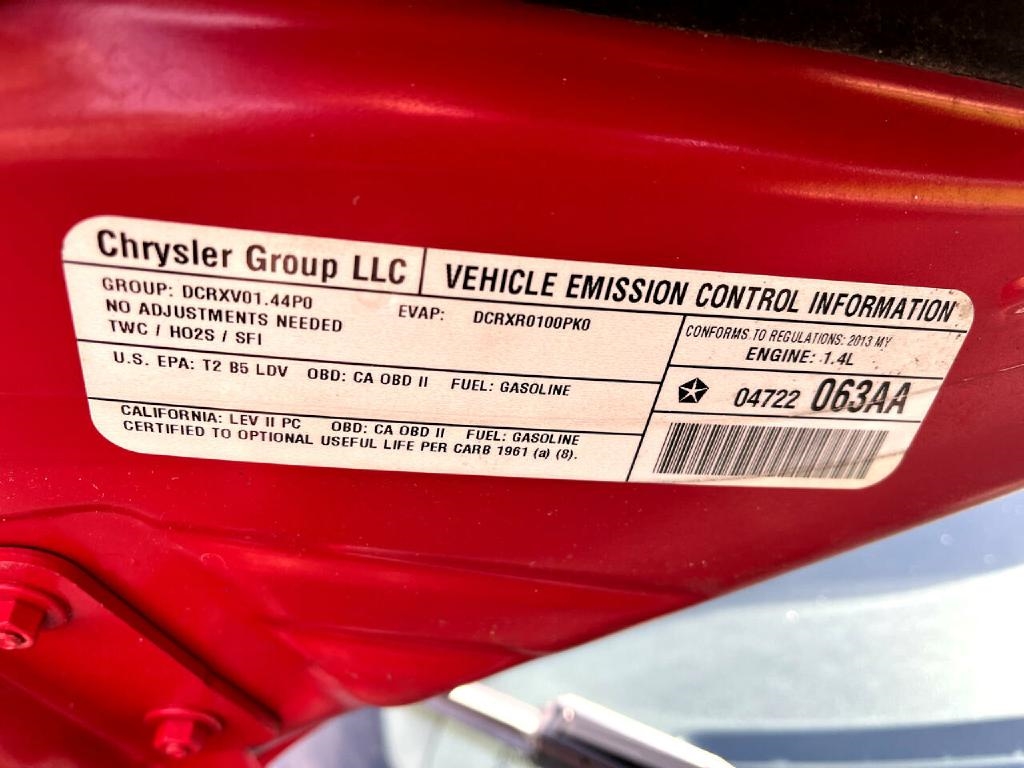 Chrysler Group LLC
VEHICLE EMISSION CONTROL INFORMATION
GROUP: DCRXV01.44P0 EVAP: DCRXR0100PK0
NO ADJUSTMENTS NEEDED
TWC / HO2S / SFI
CONFORMS TO REGULATIONS: 2013 MY
ENGINE: 1.4L
U.S. EPA: T2 B5 LDV OBD: CA OBD II FUEL: GASOLINE
04722 063AA
CALIFORNIA: LEV II PC OBD: CA OBD II FUEL: GASOLINE
CERTIFIED TO OPTIONAL USEFUL LIFE PER CARB 1961 (a) (8).